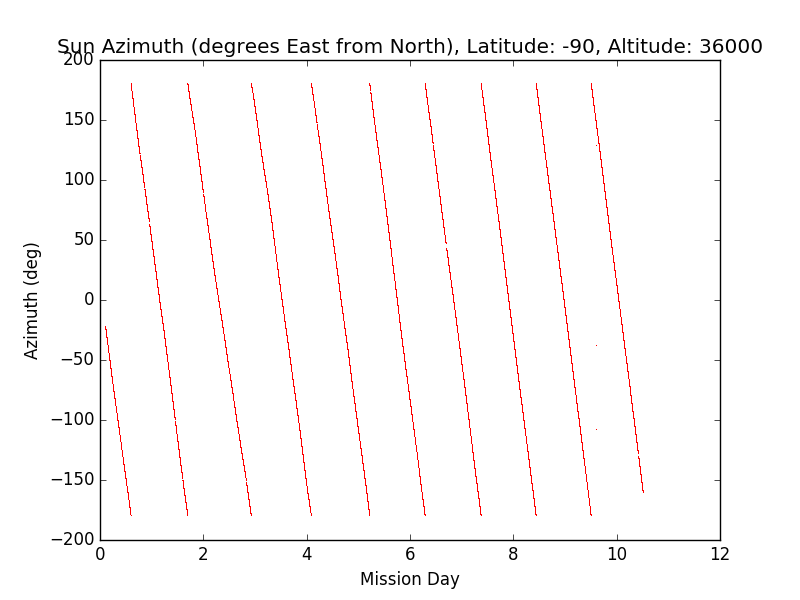 Sun Azimuth (degrees East from North), Latitude: -90, Altitude: 36000
200
150
100
50
0
−50
−100
−150
−200
Azimuth (deg)
0 2 4 6 8 10 12
Mission Day